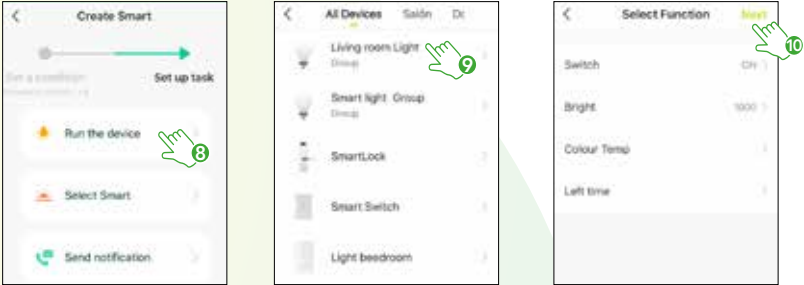 Create Smart
Set up task
Run the device
8
Select Smart
Send notification
All Devices Salón Dc
Living room Light
Group
9
Smart light Group
Group
SmartLock
Smart Switch
Light beedroom
Select Function
Next
10
Switch ON
Bright 1000
Colour Temp
Left time